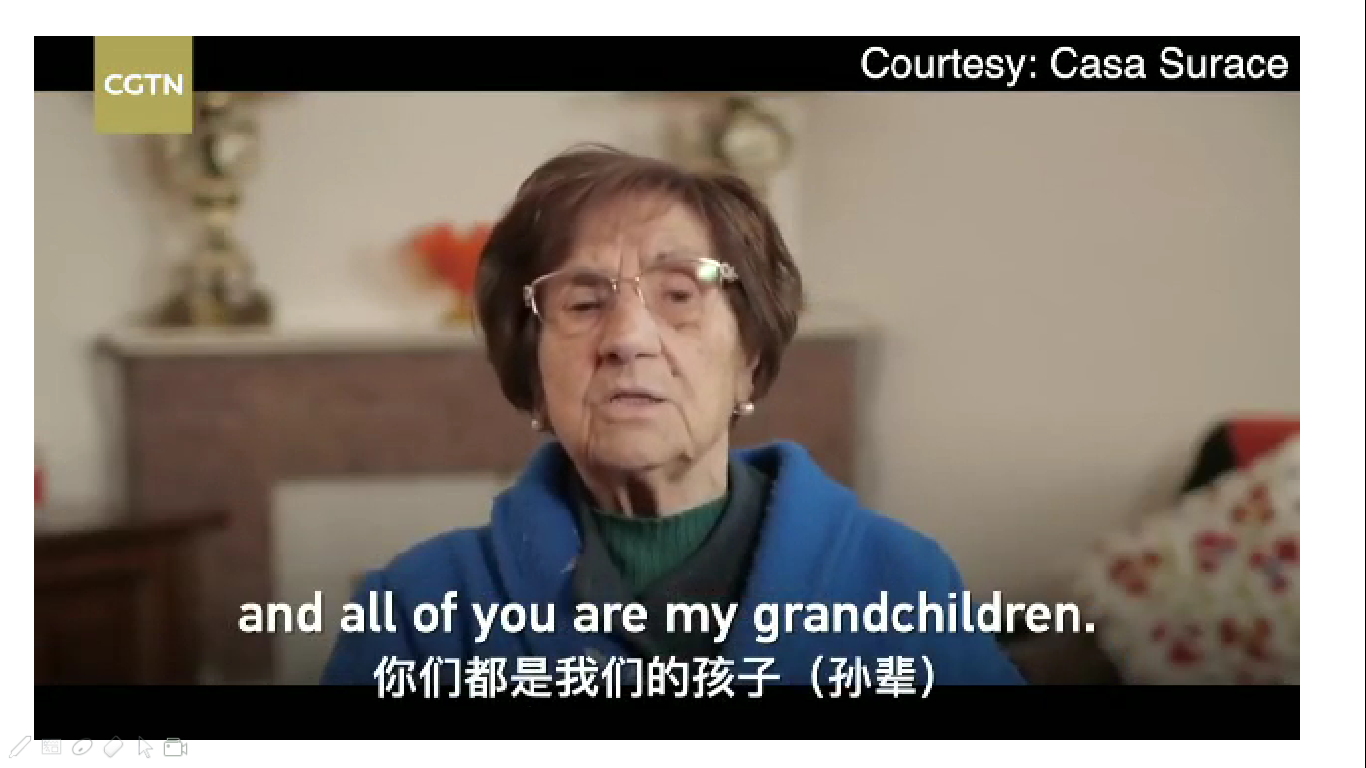 Courtesy: Casa Surace
CGTN
and all of you are my grandchildren.
你们都是我们的孩子（孙辈）